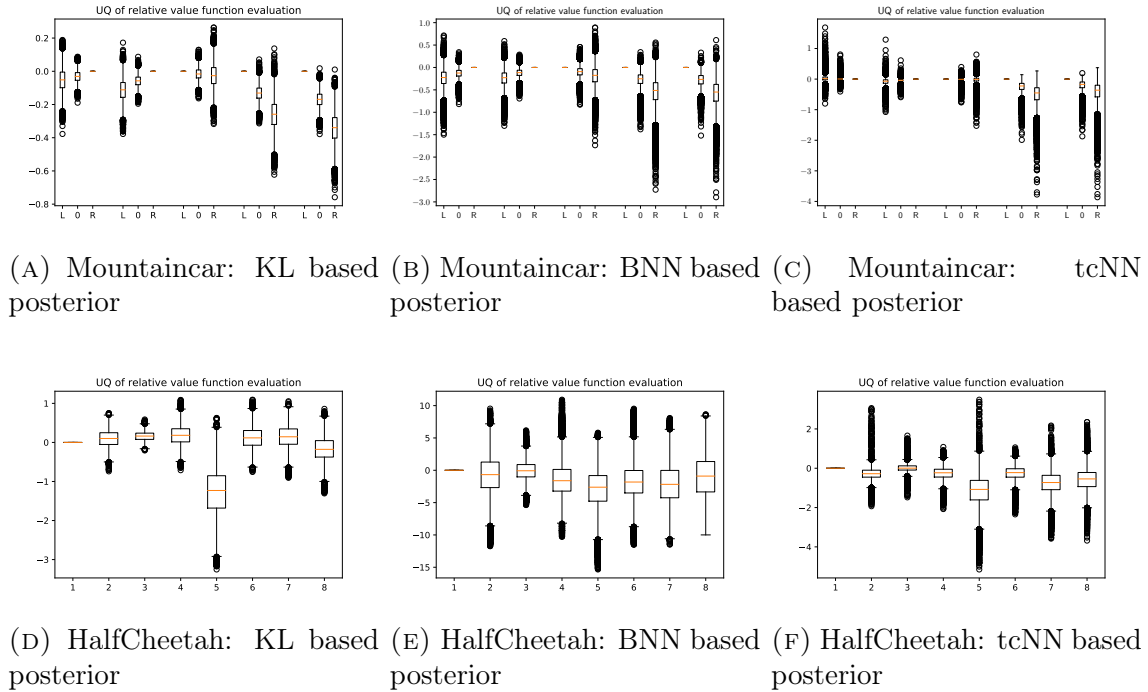 UQ of relative value function evaluation
0.2
0.0
−0.2
−0.4
−0.6
−0.8
L 0 R L 0 R L 0 R L 0 R L 0 R
(A) Mountaincar: KL based posterior
UQ of relative value function evaluation
1.0
0.5
0.0
−0.5
−1.0
−1.5
−2.0
−2.5
−3.0
L 0 R L 0 R L 0 R L 0 R L 0 R
(B) Mountaincar: BNN based posterior
UQ of relative value function evaluation
1
0
−1
−2
−3
−4
L 0 R L 0 R L 0 R L 0 R L 0 R
(C) Mountaincar: tcNN based posterior
UQ of relative value function evaluation
1
0
−1
−2
−3
1 2 3 4 5 6 7 8
(D) HalfCheetah: KL based posterior
UQ of relative value function evaluation
10
5
0
−5
−10
−15
1 2 3 4 5 6 7 8
(E) HalfCheetah: BNN based posterior
UQ of relative value function evaluation
2
0
−2
−4
1 2 3 4 5 6 7 8
(F) HalfCheetah: tcNN based posterior